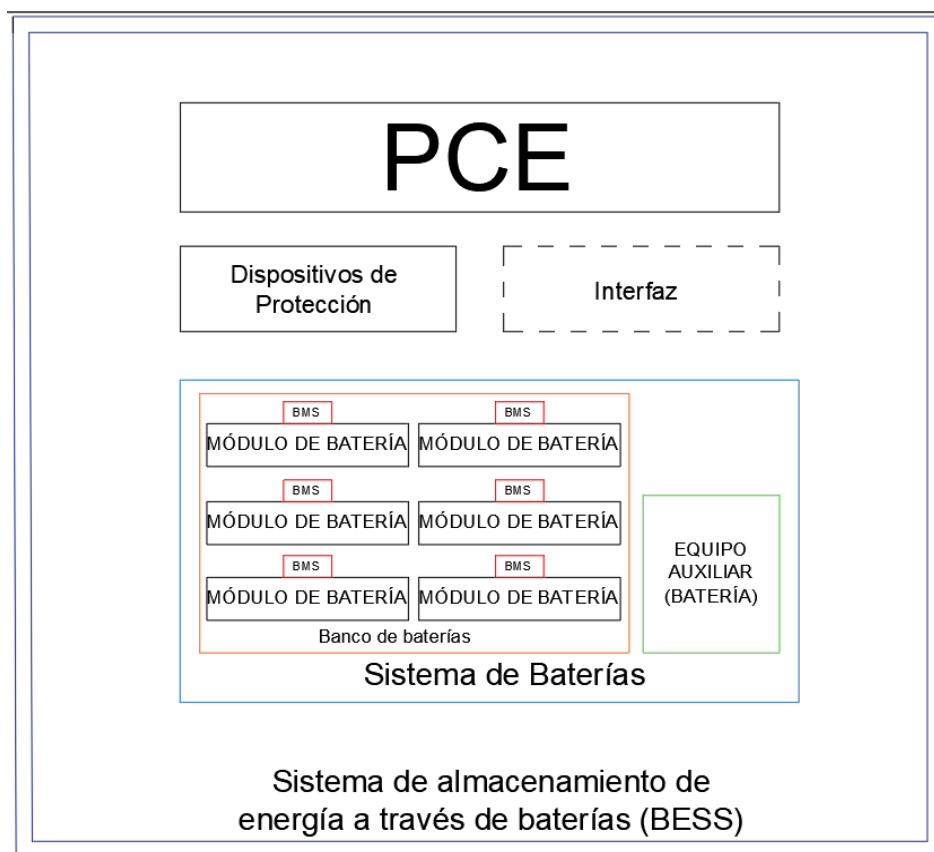 PCE
Dispositivos de
Protección
Interfaz
BMS
BMS
MÓDULO DE BATERÍA
MÓDULO DE BATERÍA
BMS
BMS
MÓDULO DE BATERÍA
MÓDULO DE BATERÍA
BMS
BMS
MÓDULO DE BATERÍA
MÓDULO DE BATERÍA
Banco de baterías
EQUIPO
AUXILIAR
(BATERÍA)
Sistema de Baterías
Sistema de almacenamiento de
energía a través de baterías (BESS)